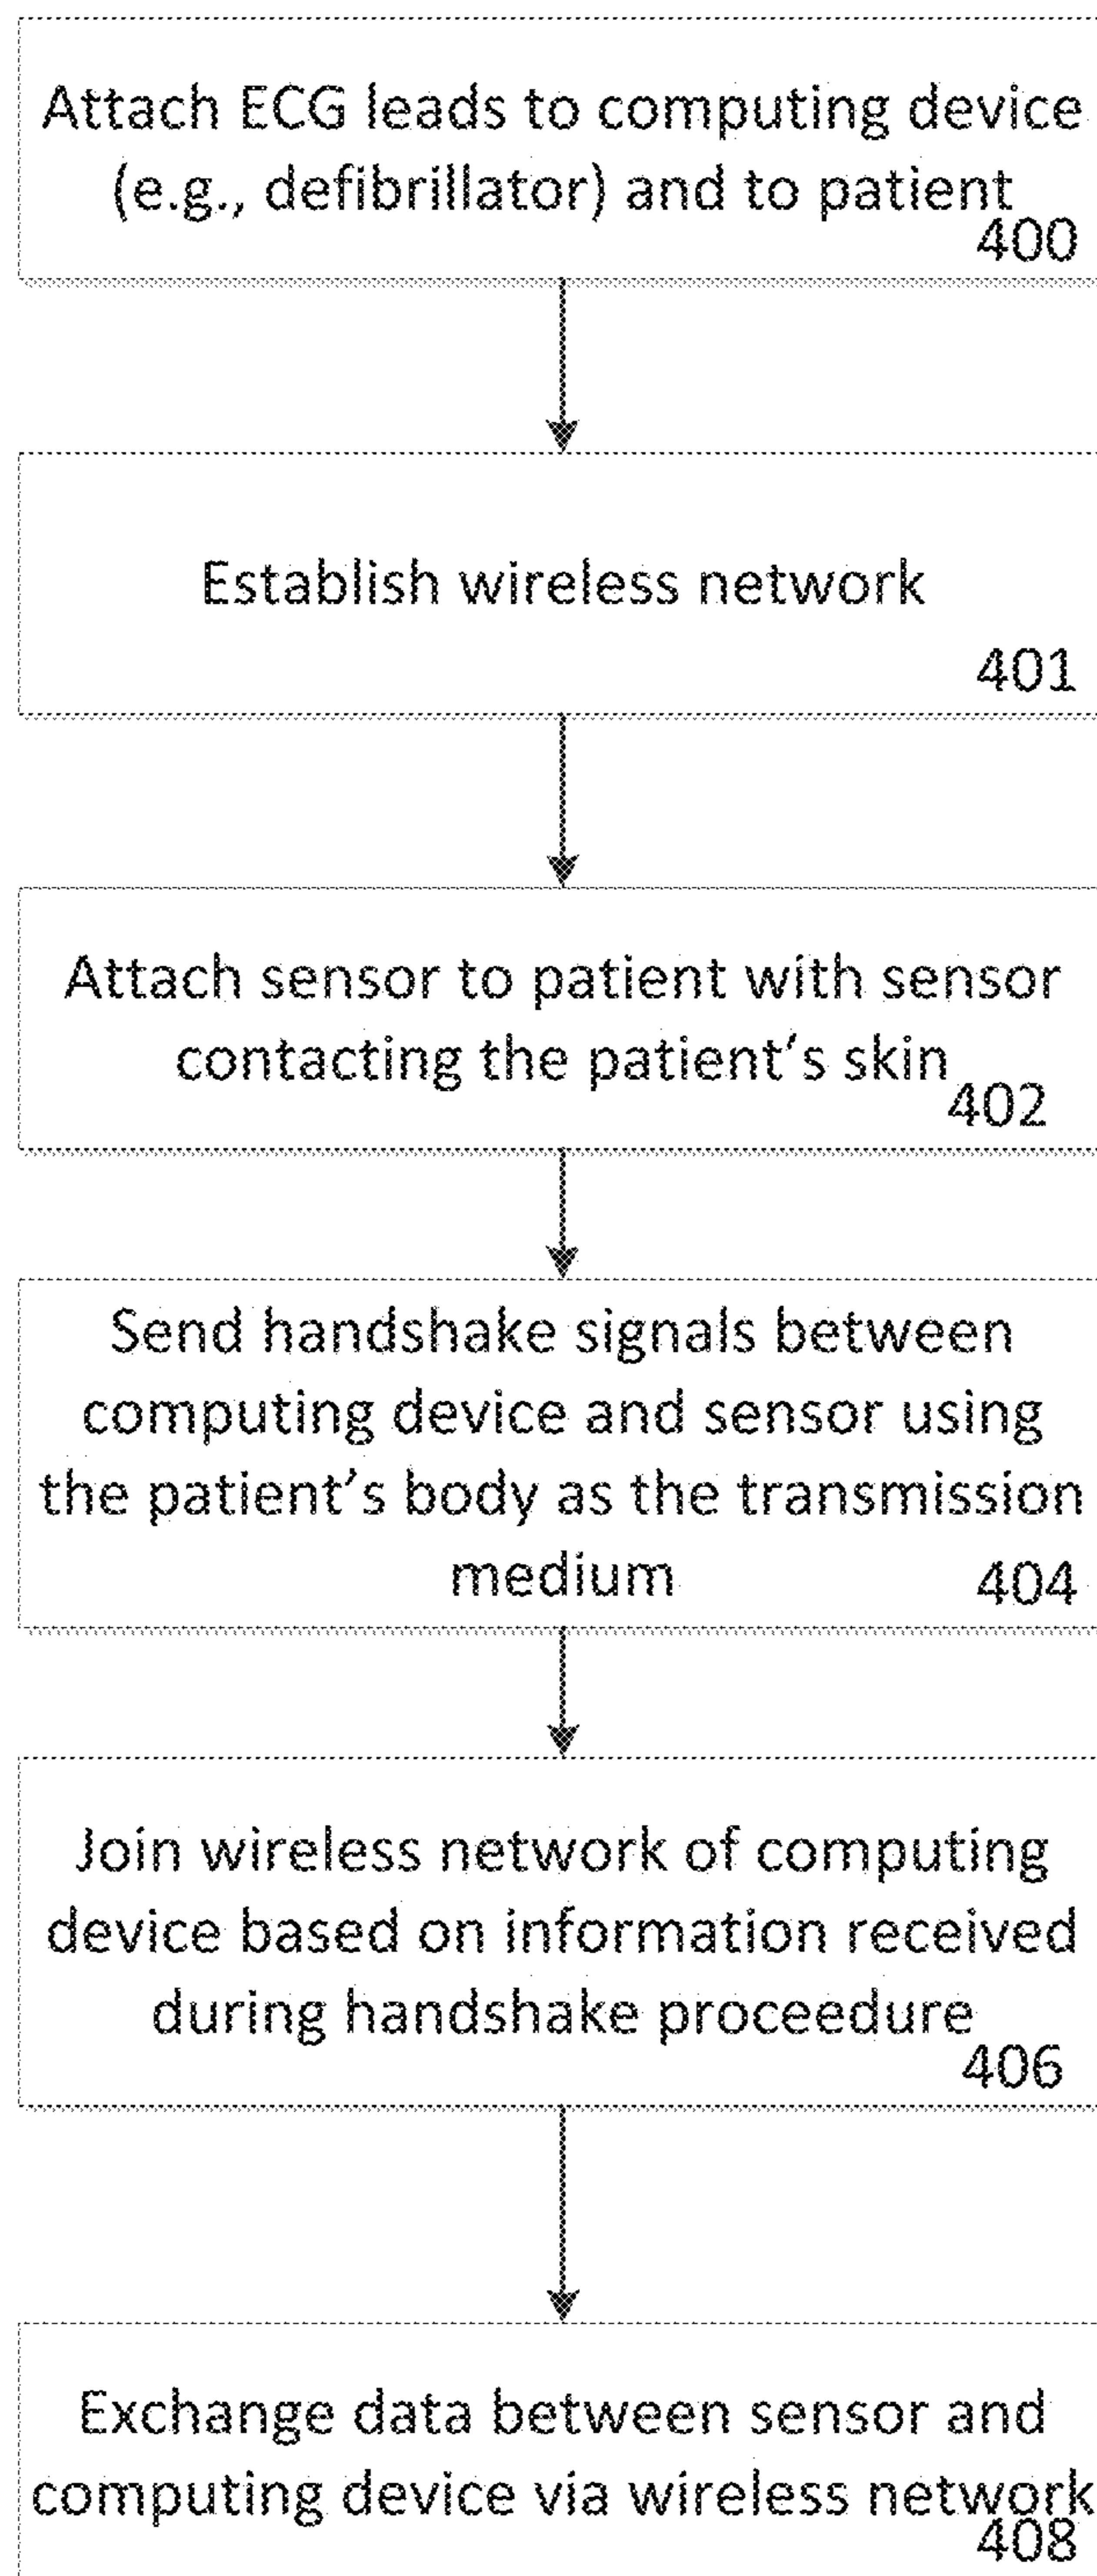 Attach ECG leads to computing device
(e.g., defibrillator) and to patient
400
Establish wireless network
401
Attach sensor to patient with sensor
contacting the patient's skin
402
Send handshake signals between
computing device and sensor using
the patient's body as the transmission
medium 404
Join wireless network of computing
device based on information received
during handshake proceedure
406
Exchange data between sensor and
computing device via wireless network
408